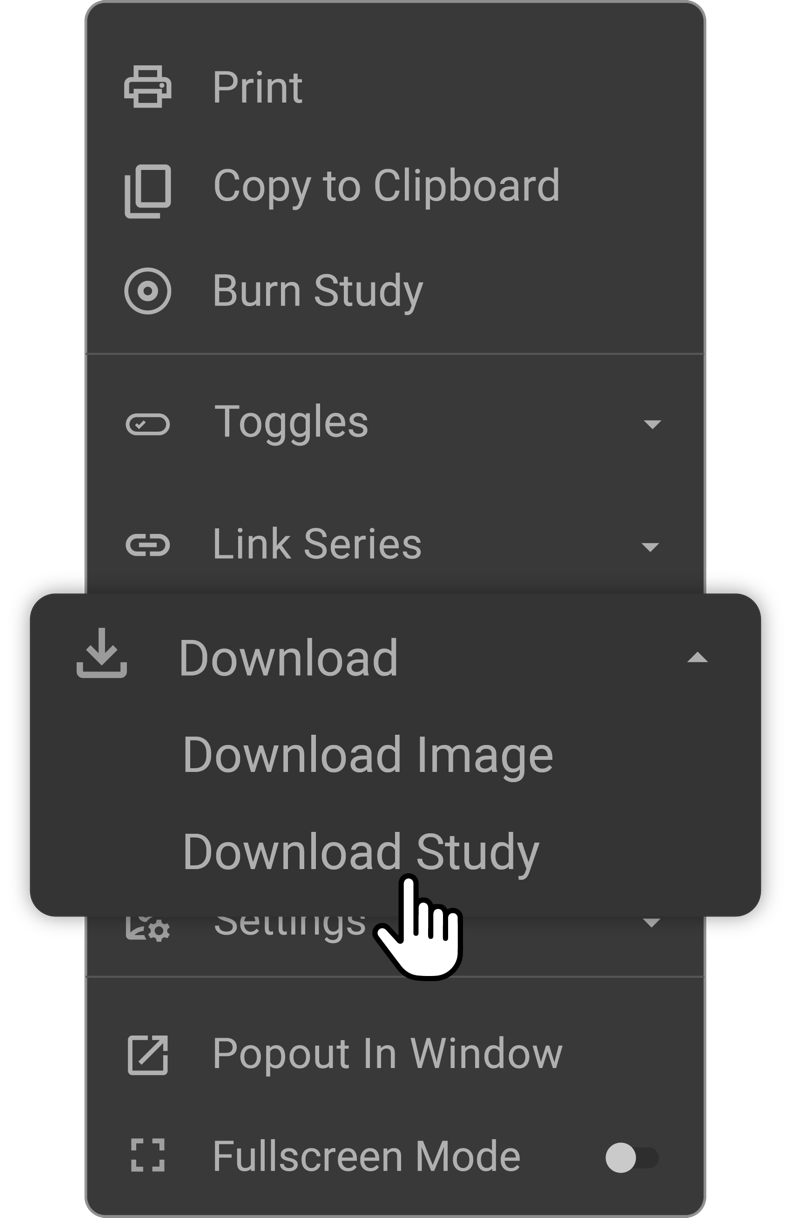 Print
Copy to Clipboard
Burn Study
Toggles
Link Series
Download
Download Image
Download Study
Settings
Popout In Window
Fullscreen Mode